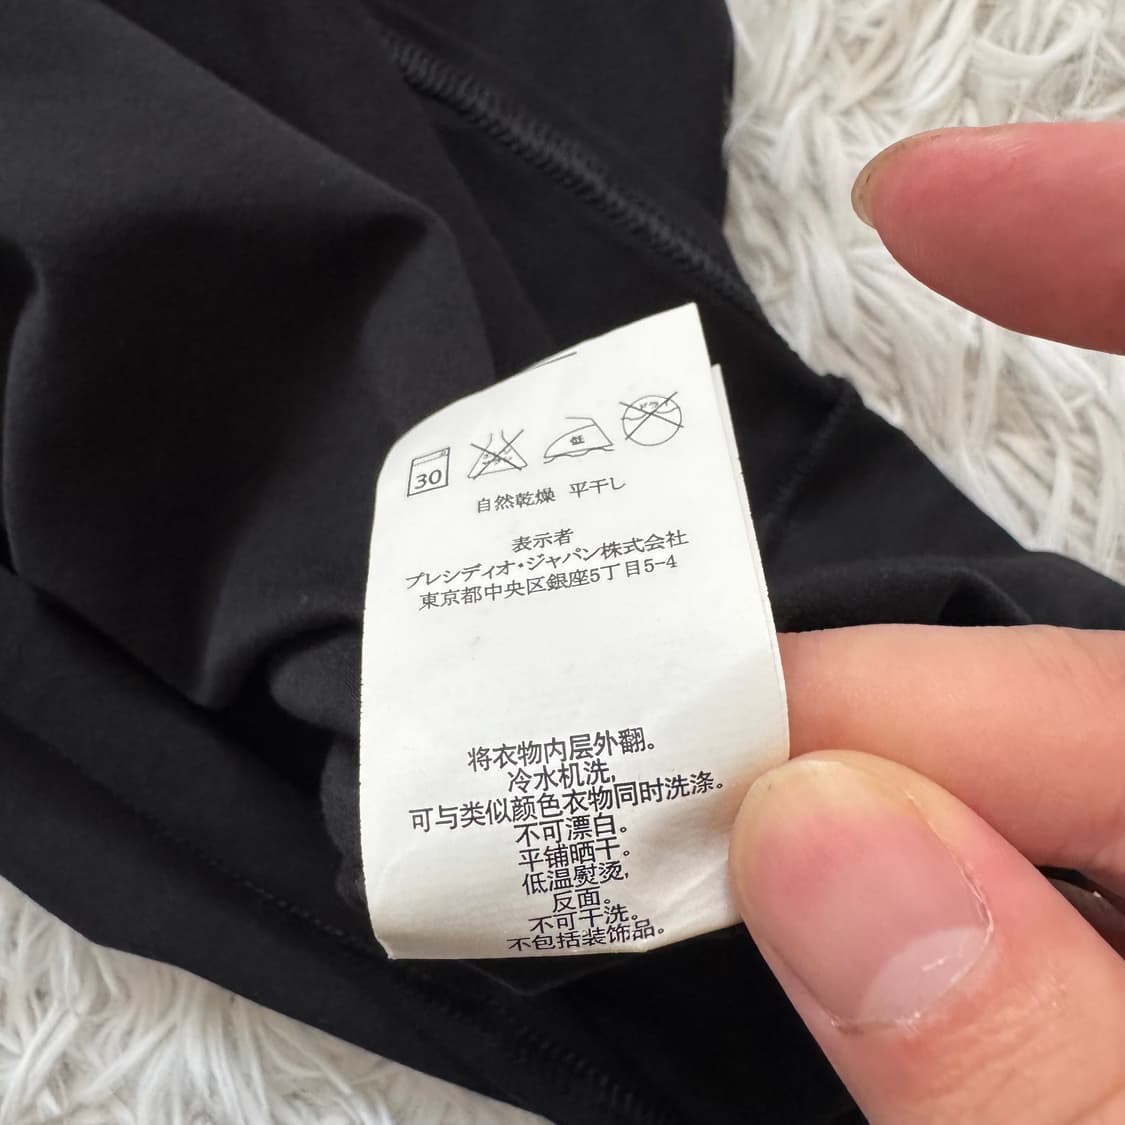 30
低
自然乾燥 平干し
表示者
プレシディオ・ジャパン株式会社
東京都中央区銀座5丁目5-4
将衣物内层外翻。
冷水机洗,
可与类似颜色衣物同时洗涤。
不可漂白。
平铺晒干。
低温熨烫,
反面。
不可干洗。
不包括装饰品。